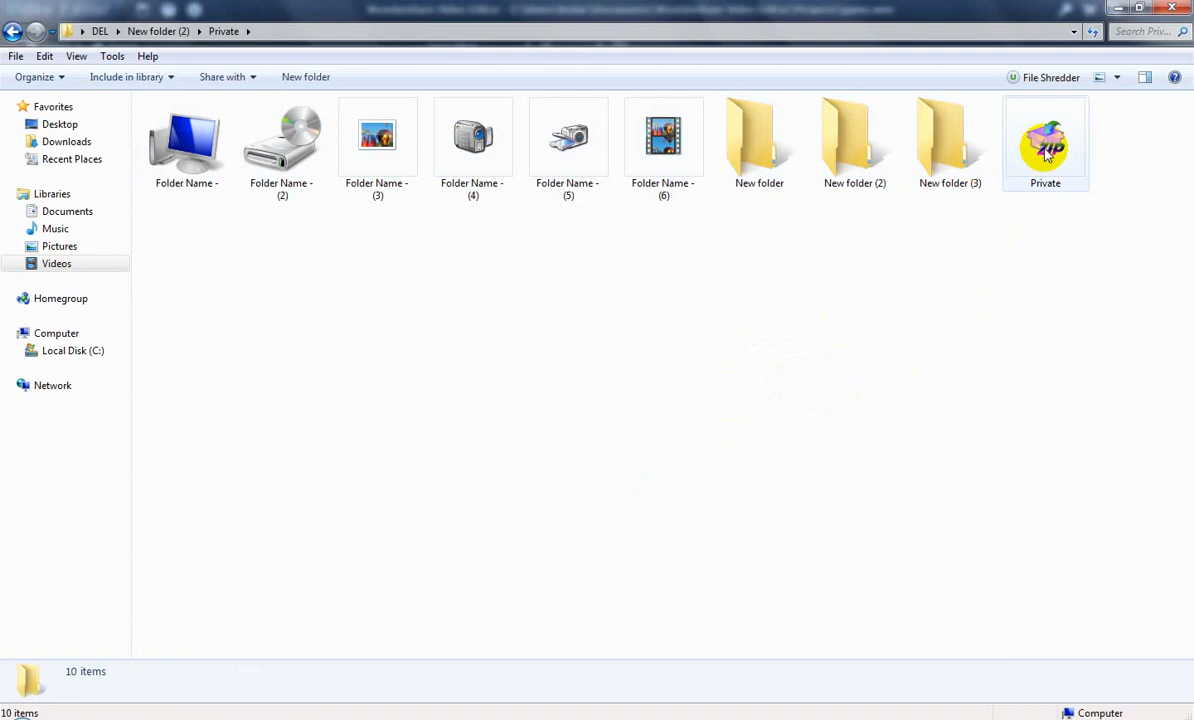 DEL New folder (2) Private
Search Priv...
File Edit View Tools Help
Organize Include in library Share with New folder File Shredder
Favorites
Desktop
Downloads
Recent Places
Libraries
Documents
Music
Pictures
Videos
Homegroup
Computer
Local Disk (C:)
Network
Folder Name -
Folder Name -
(2)
Folder Name -
(3)
Folder Name -
(4)
Folder Name -
(5)
Folder Name -
(6)
New folder
New folder (2)
New folder (3)
ZIP
Private
10 items
10 items
Computer